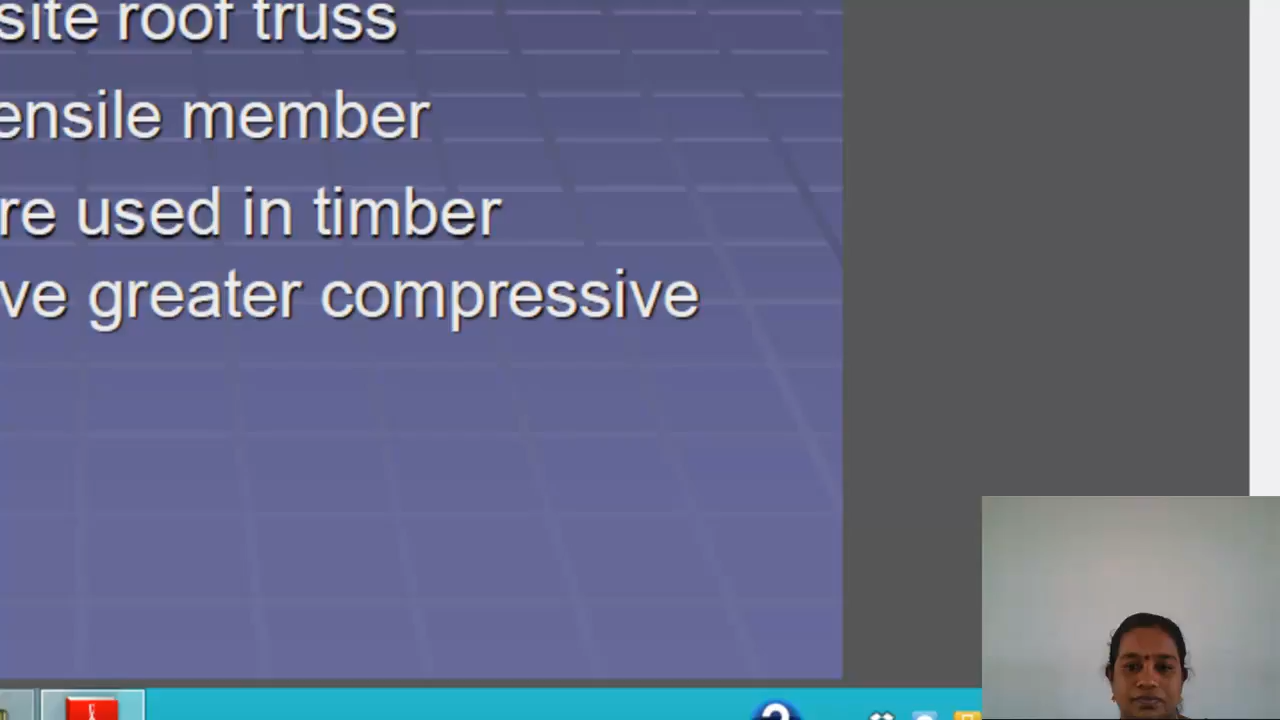 site roof truss
ensile member
re used in timber
ve greater compressive